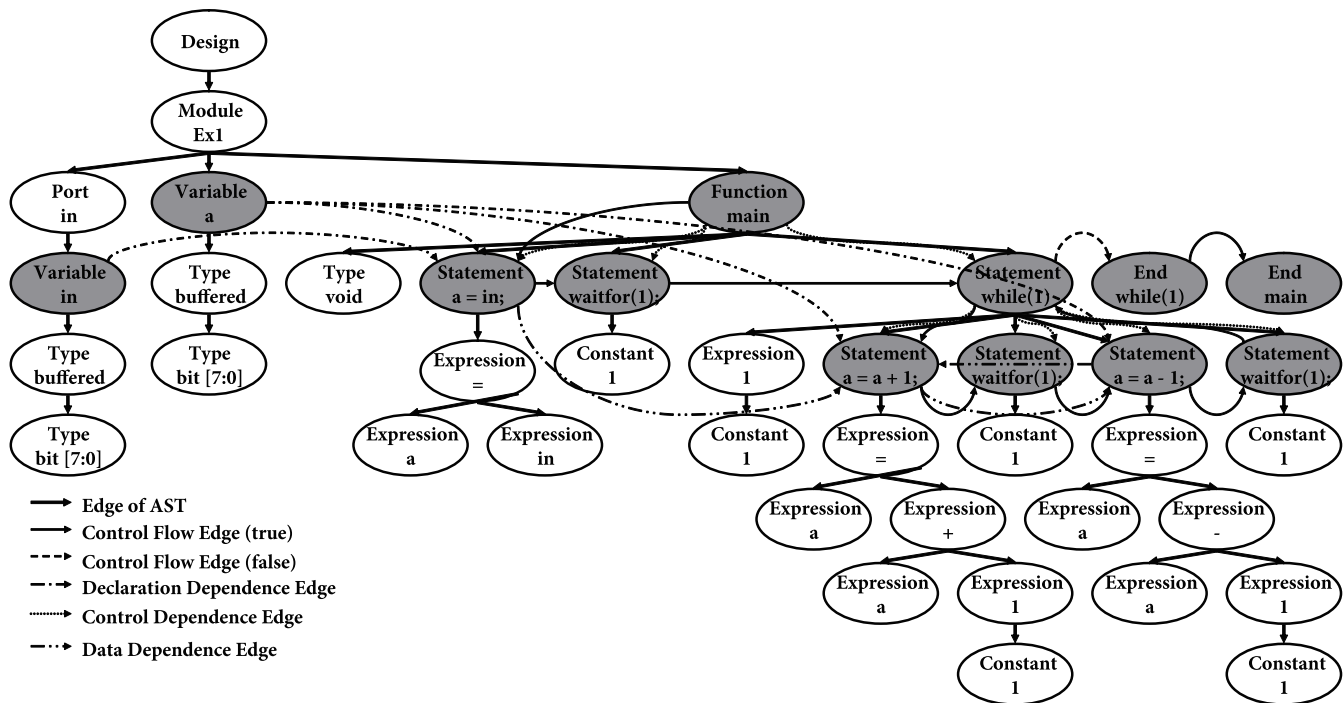 Design
Module
Ex1
Port
in
Variable
a
Function
main
Variable
in
Type
buffered
Type
void
Statement
a = in;
Statement
waitfor(1);
Statement
while(1)
End
while(1)
End
main
Type
buffered
Type
bit [7:0]
Expression
=
Constant
1
Expression
1
Statement
a = a + 1;
Statement
waitfor(1);
Statement
a = a - 1;
Statement
waitfor(1);
Type
bit [7:0]
Expression
a
Expression
in
Constant
1
Expression
=
Constant
1
Expression
=
Constant
1
Expression
a
Expression
+
Expression
a
Expression
-
Expression
a
Expression
1
Expression
a
Expression
1
Constant
1
Constant
1
Edge of AST
Control Flow Edge (true)
Control Flow Edge (false)
Declaration Dependence Edge
Control Dependence Edge
Data Dependence Edge